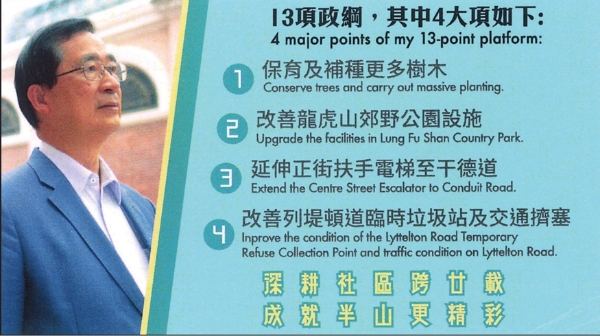 13項政綱，其中4大項如下:
4 major points of my 13-point platform:
1 保育及補種更多樹木
Conserve trees and carry out massive planting.
2 改善龍虎山郊野公園設施
Upgrade the facilities in Lung Fu Shan Country Park.
3 延伸正街扶手電梯至干德道
Extend the Centre Street Escalator to Conduit Road.
4 改善列堤頓道臨時垃圾站及交通擠塞
Inprove the condition of the Lyttelton Road Temporary
Refuse Collection Point and traffic condition on Lyttelton Road.
深耕社區跨廿載
成就半山更精彩